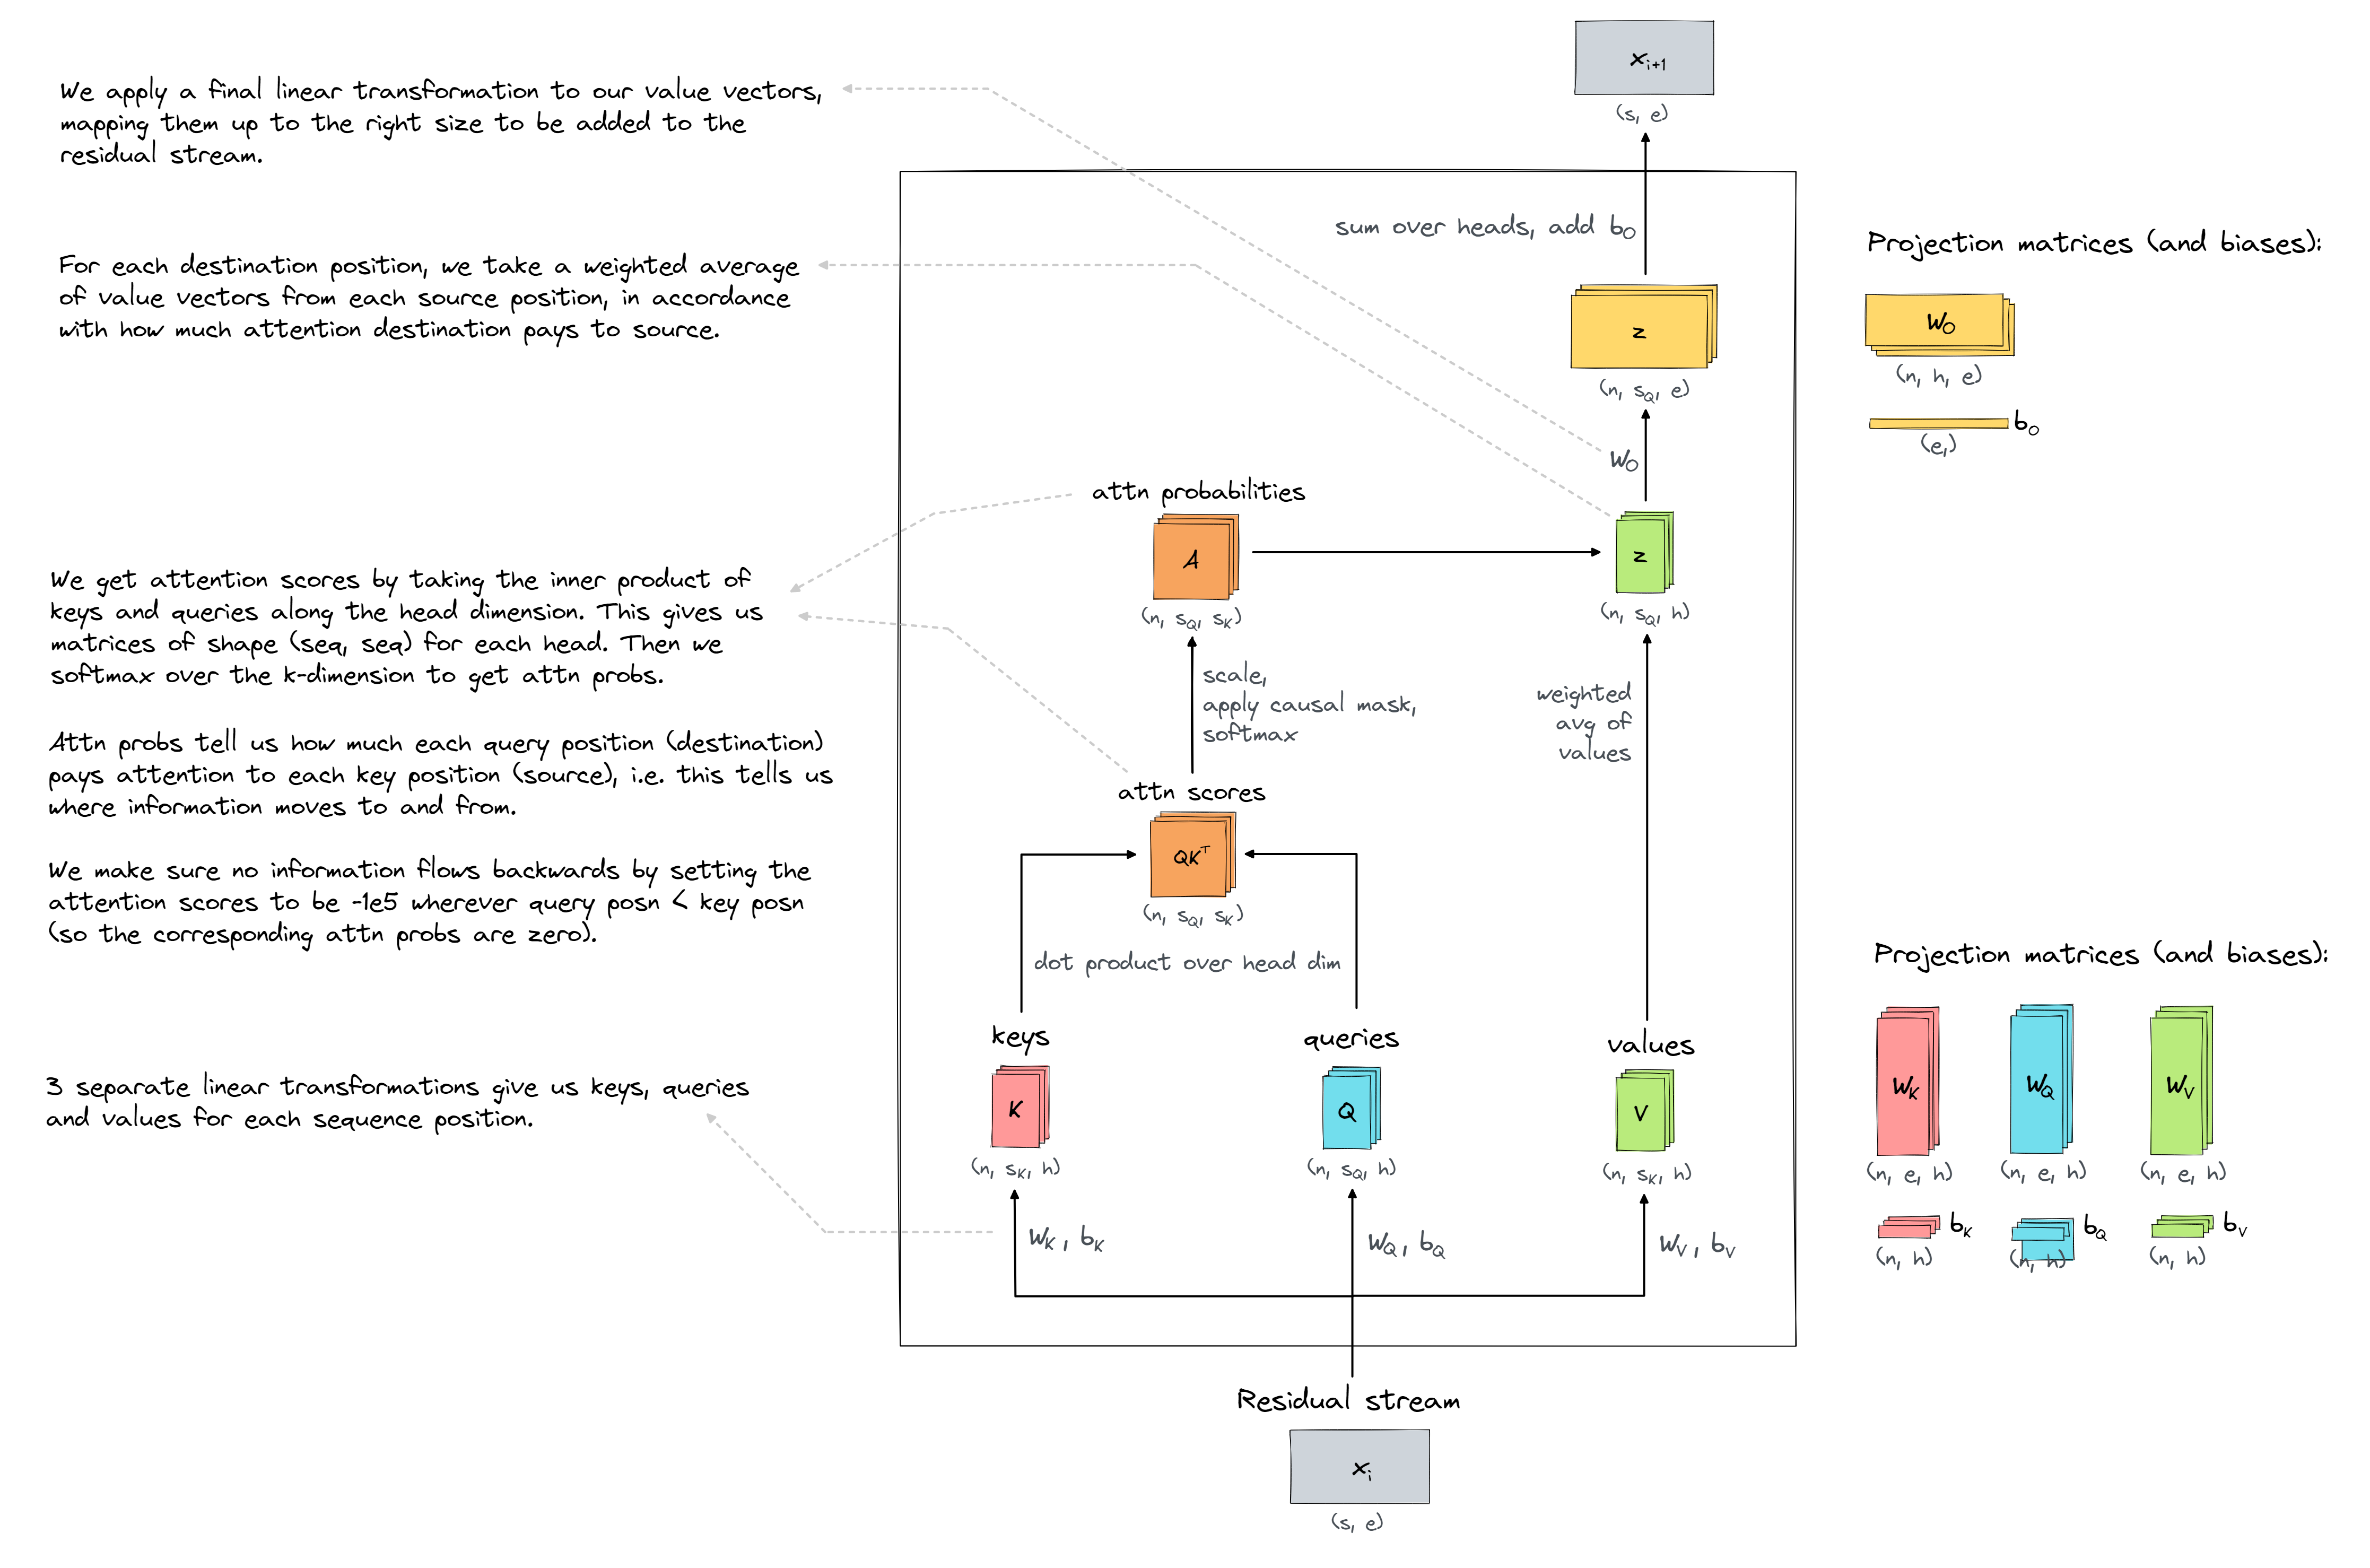 x_{i+1}
(s, e)
We apply a final linear transformation to our value vectors,
mapping them up to the right size to be added to the
residual stream.
sum over heads, add b_O
Projection matrices (and biases):
For each destination position, we take a weighted average
of value vectors from each source position, in accordance
with how much attention destination pays to source.
z
(n, s_Q, e)
W_O
(n, h, e)
b_O
(e,)
W_O
attn probabilities
A
(n, s_Q, s_K)
z
(n, s_Q, h)
We get attention scores by taking the inner product of
keys and queries along the head dimension. This gives us
matrices of shape (seq, seq) for each head. Then we
softmax over the k-dimension to get attn probs.
scale,
apply causal mask,
softmax
weighted
avg of
values
Attn probs tell us how much each query position (destination)
pays attention to each key position (source), i.e. this tells us
where information moves to and from.
attn scores
QK^T
(n, s_Q, s_K)
We make sure no information flows backwards by setting the
attention scores to be -1e5 wherever query posn < key posn
(so the corresponding attn probs are zero).
dot product over head dim
Projection matrices (and biases):
keys
queries
values
K
Q
V
(n, s_K, h)
(n, s_Q, h)
(n, s_K, h)
W_K
W_Q
W_V
(n, e, h)
(n, e, h)
(n, e, h)
3 separate linear transformations give us keys, queries
and values for each sequence position.
W_K, b_K
W_Q, b_Q
W_V, b_V
b_K
b_Q
b_V
(n, h)
(n, h)
(n, h)
Residual stream
x_i
(s, e)